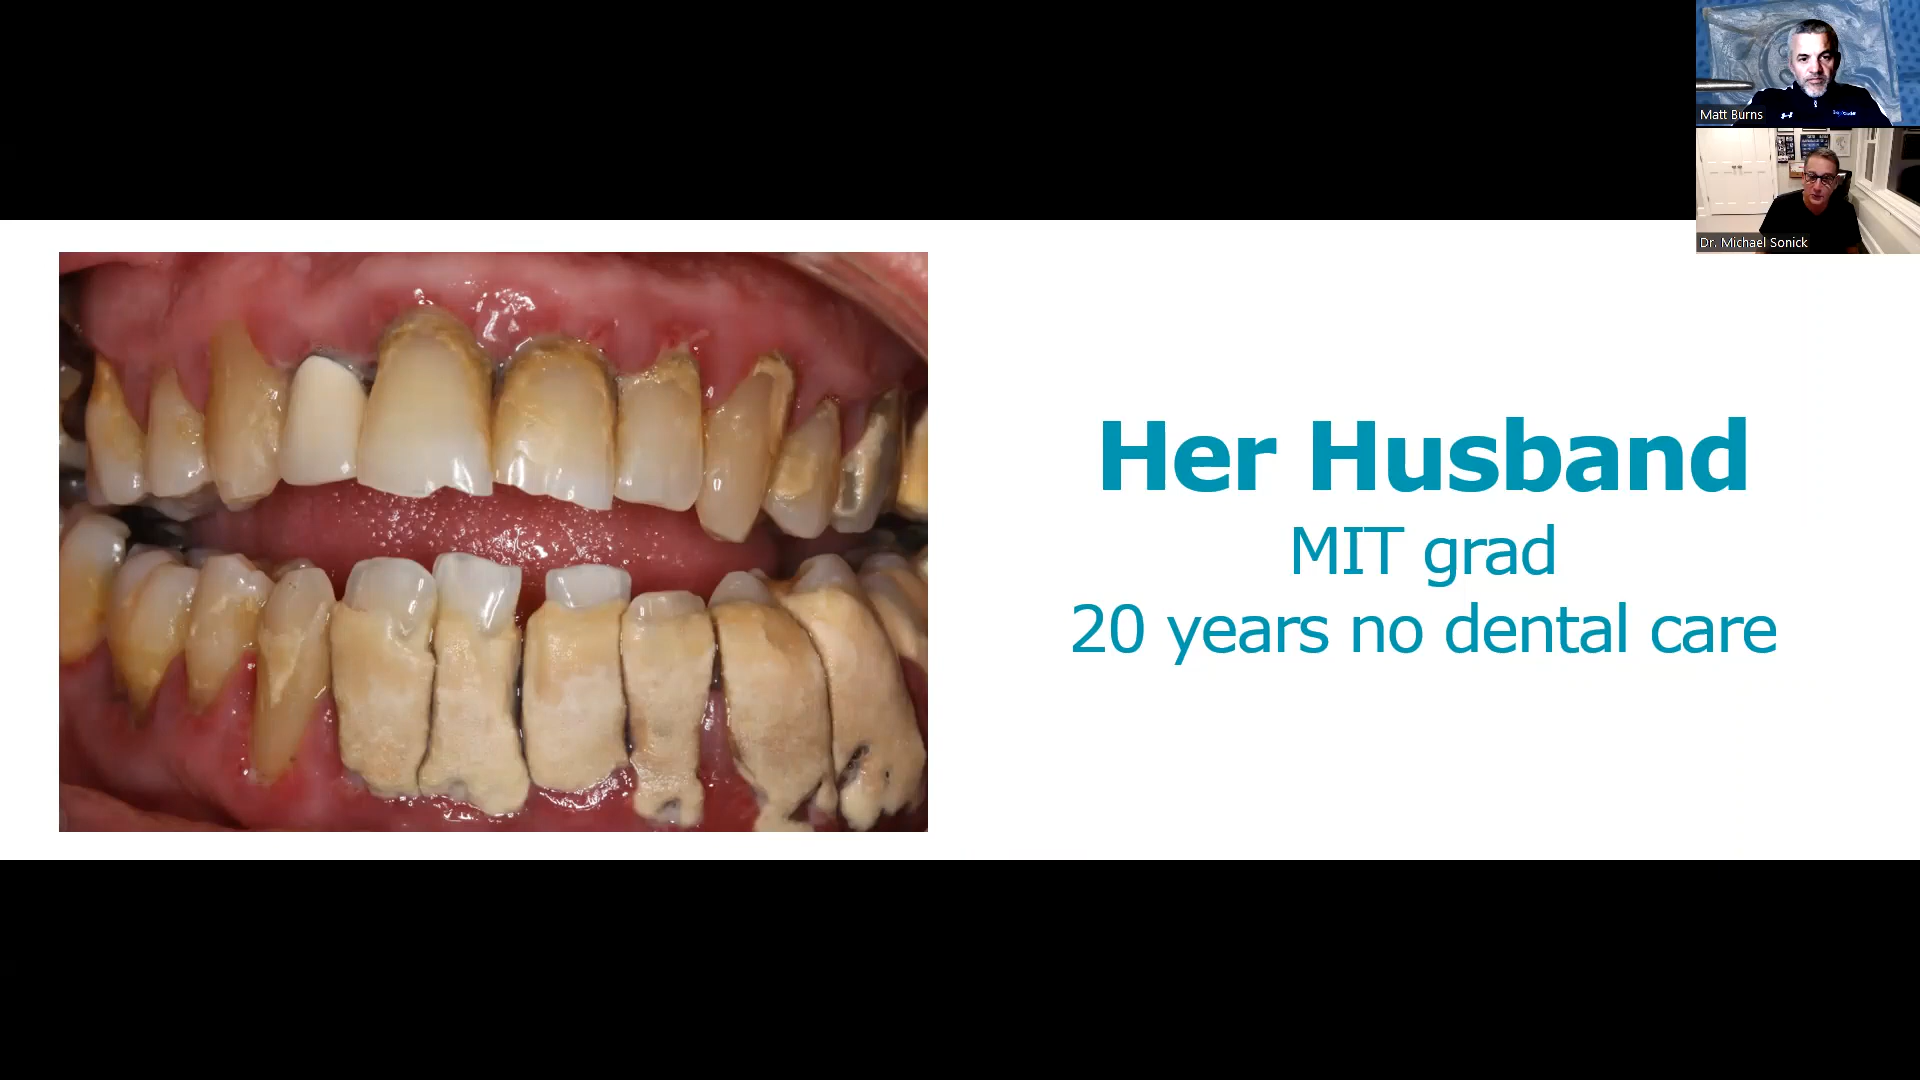 Matt Burns
Dr. Michael Sonick
Her Husband
MIT grad
20 years no dental care